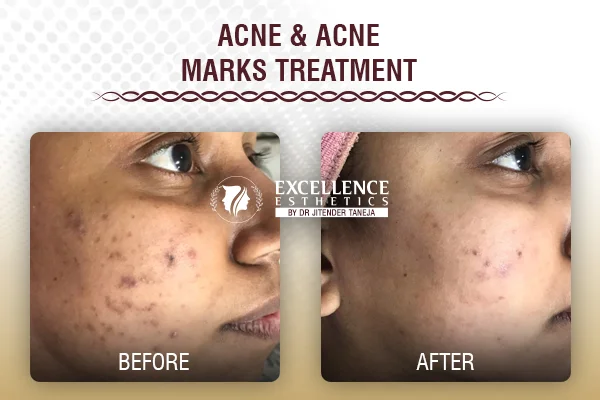 ACNE & ACNE
MARKS TREATMENT
EXCELLENCE
ESTHETICS
BY DR JITENDER TANEJA
BEFORE
AFTER